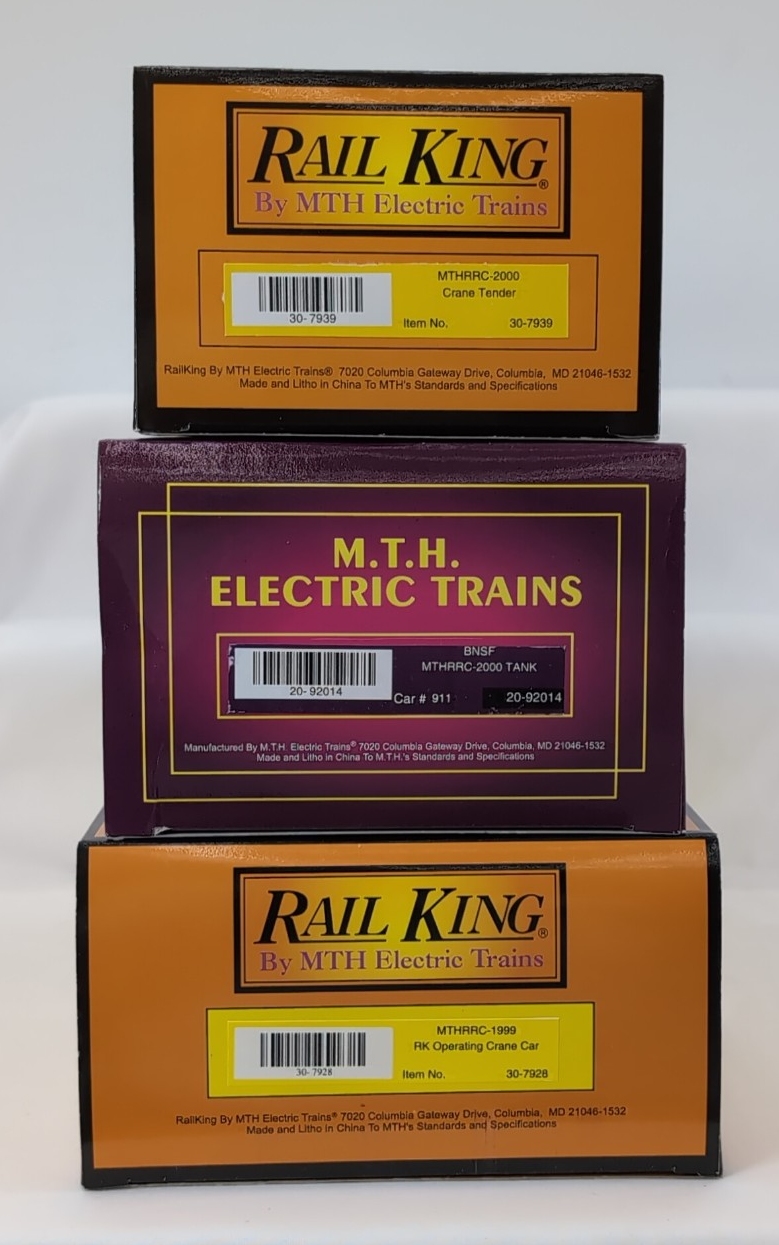 RAIL KING®
By MTH Electric Trains
MTHRRC-2000
Crane Tender
30-7939
Item No. 30-7939
RailKing By MTH Electric Trains® 7020 Columbia Gateway Drive, Columbia, MD 21046-1532
Made and Litho in China To MTH's Standards and Specifications
M.T.H.
ELECTRIC TRAINS
BNSF
MTHRRC-2000 TANK
20-92014
Car # 911 20-92014
Manufactured By M.T.H. Electric Trains® 7020 Columbia Gateway Drive, Columbia, MD 21046-1532
Made and Litho in China To M.T.H.'s Standards and Specifications
RAIL KING®
By MTH Electric Trains
MTHRRC-1999
RK Operating Crane Car
30-7928
Item No. 30-7928
RailKing By MTH Electric Trains® 7020 Columbia Gateway Drive, Columbia, MD 21046-1532
Made and Litho in China To MTH's Standards and Specifications